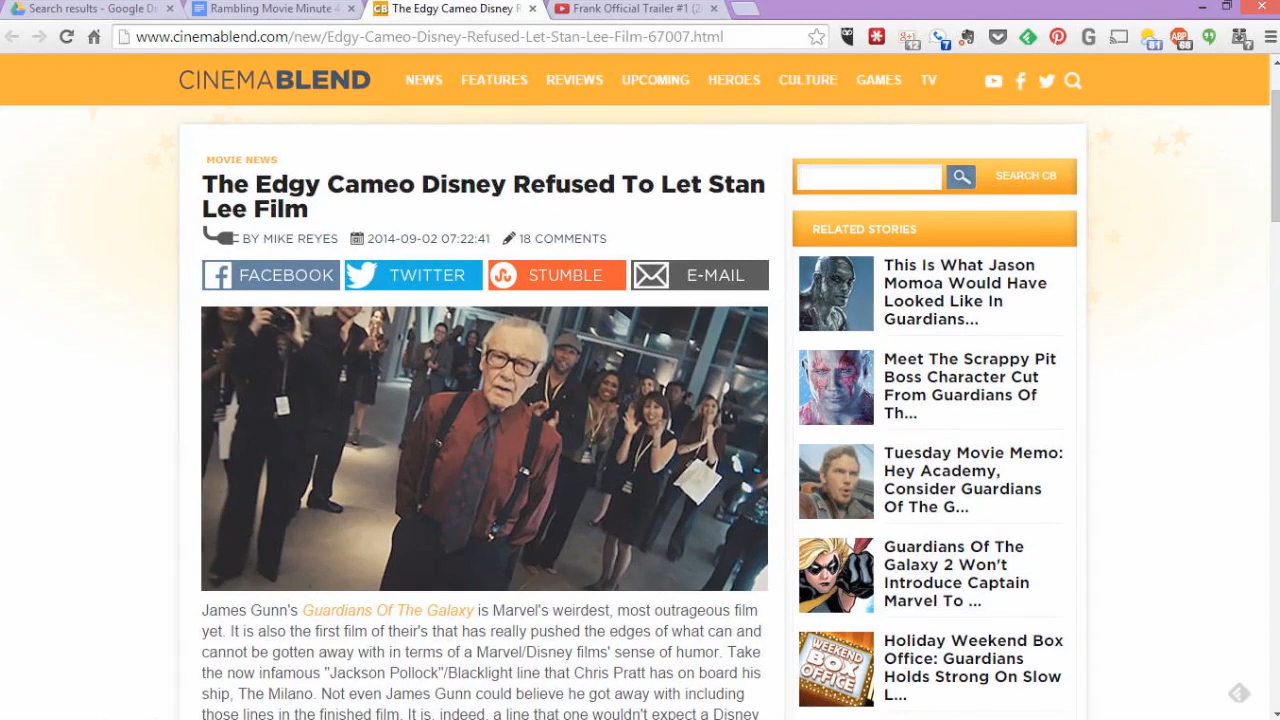 Search results - Google D
Rambling Movie Minute 4
The Edgy Cameo Disney R
Frank Official Trailer #1 (2
www.cinemablend.com/new/Edgy-Cameo-Disney-Refused-Let-Stan-Lee-Film-67007.html
CINEMABLEND
NEWS FEATURES REVIEWS UPCOMING HEROES CULTURE GAMES TV
MOVIE NEWS
The Edgy Cameo Disney Refused To Let Stan
Lee Film
BY MIKE REYES 2014-09-02 07:22:41 18 COMMENTS
FACEBOOK TWITTER STUMBLE E-MAIL
James Gunn's Guardians Of The Galaxy is Marvel's weirdest, most outrageous film
yet. It is also the first film of their's that has really pushed the edges of what can and
cannot be gotten away with in terms of a Marvel/Disney films' sense of humor. Take
the now infamous "Jackson Pollock"/Blacklight line that Chris Pratt has on board his
ship, The Milano. Not even James Gunn could believe he got away with including
those lines in the finished film. It is, indeed, a line that one wouldn't expect a Disney
SEARCH CB
RELATED STORIES
This Is What Jason
Momoa Would Have
Looked Like In
Guardians...
Meet The Scrappy Pit
Boss Character Cut
From Guardians Of
Th...
Tuesday Movie Memo:
Hey Academy,
Consider Guardians
Of The G...
Guardians Of The
Galaxy 2 Won't
Introduce Captain
Marvel To ...
WEEKEND
BOX
OFFICE
Holiday Weekend Box
Office: Guardians
Holds Strong On Slow
L...